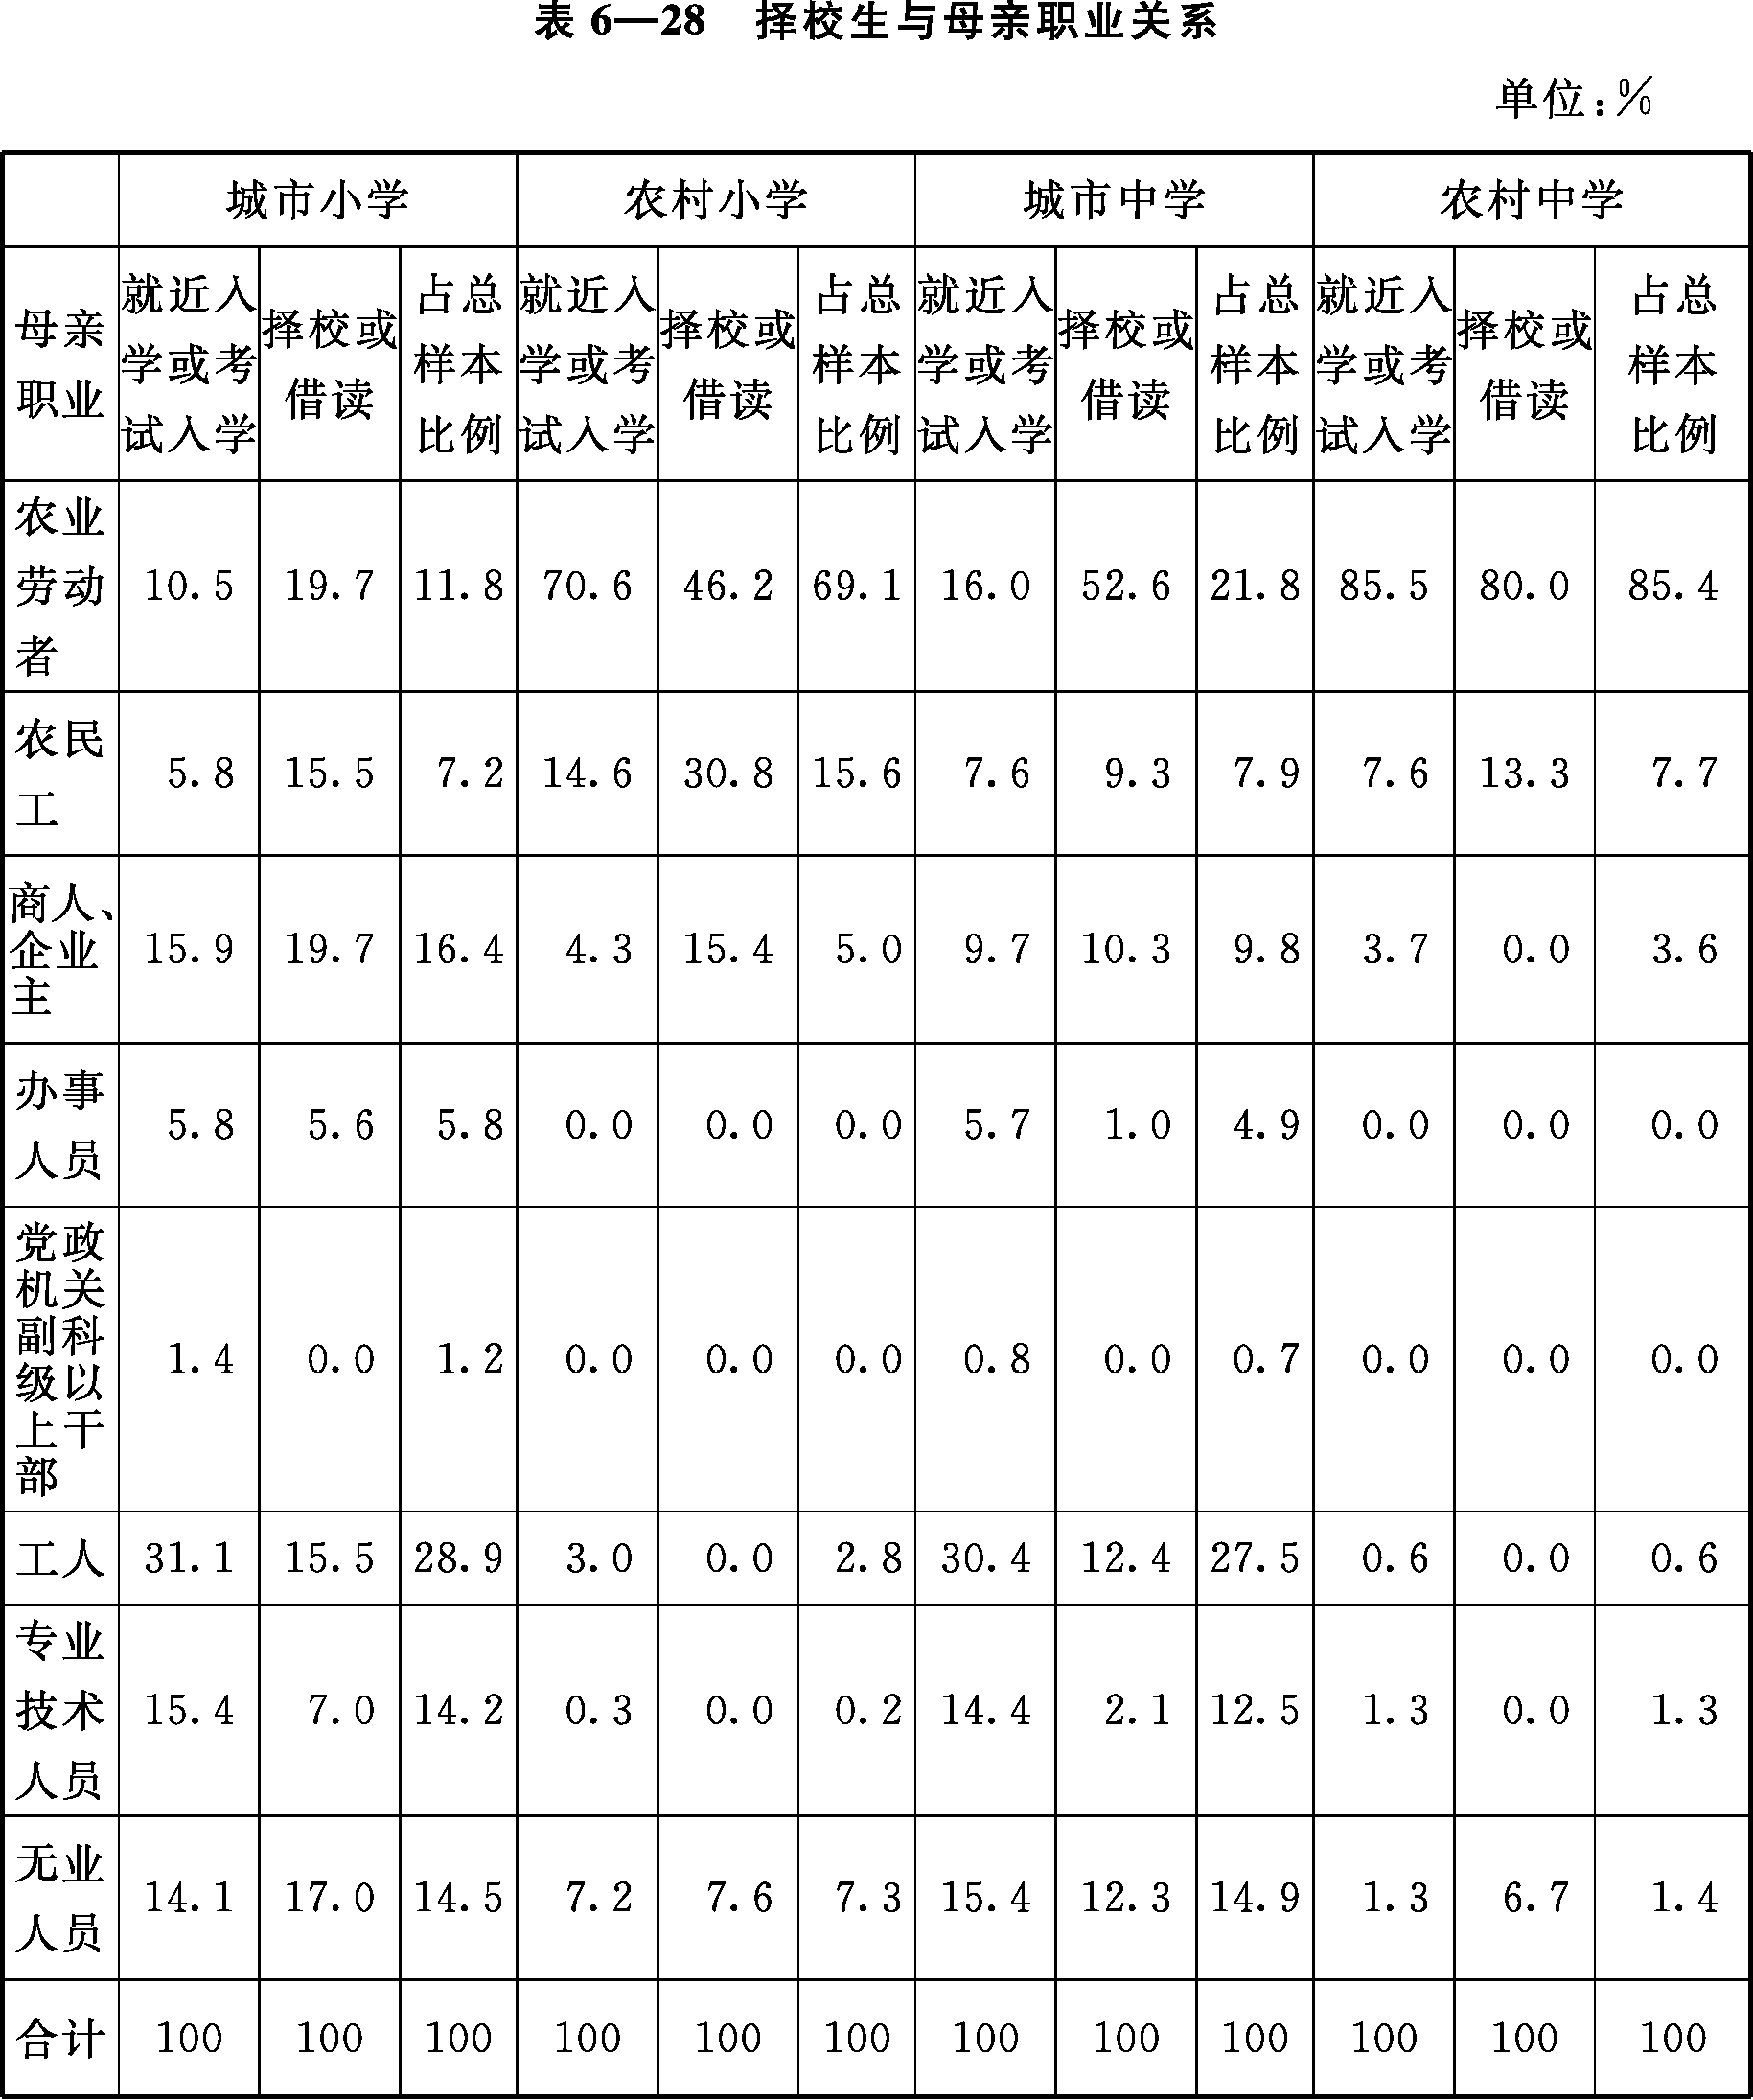 表 6—28 择校生与母亲职业关系
单位:%
城市小学 农村小学 城市中学 农村中学
母亲职业 就近入学或考试入学 择校或借读 占总样本比例 就近入学或考试入学 择校或借读 占总样本比例 就近入学或考试入学 择校或借读 占总样本比例 就近入学或考试入学 择校或借读 占总样本比例
农业劳动者 10.5 19.7 11.8 70.6 46.2 69.1 16.0 52.6 21.8 85.5 80.0 85.4
农民工 5.8 15.5 7.2 14.6 30.8 15.6 7.6 9.3 7.9 7.6 13.3 7.7
商人、企业主 15.9 19.7 16.4 4.3 15.4 5.0 9.7 10.3 9.8 3.7 0.0 3.6
办事人员 5.8 5.6 5.8 0.0 0.0 0.0 5.7 1.0 4.9 0.0 0.0 0.0
党政机关副科级以上干部 1.4 0.0 1.2 0.0 0.0 0.0 0.8 0.0 0.7 0.0 0.0 0.0
工人 31.1 15.5 28.9 3.0 0.0 2.8 30.4 12.4 27.5 0.6 0.0 0.6
专业技术人员 15.4 7.0 14.2 0.3 0.0 0.2 14.4 2.1 12.5 1.3 0.0 1.3
无业人员 14.1 17.0 14.5 7.2 7.6 7.3 15.4 12.3 14.9 1.3 6.7 1.4
合计 100 100 100 100 100 100 100 100 100 100 100 100